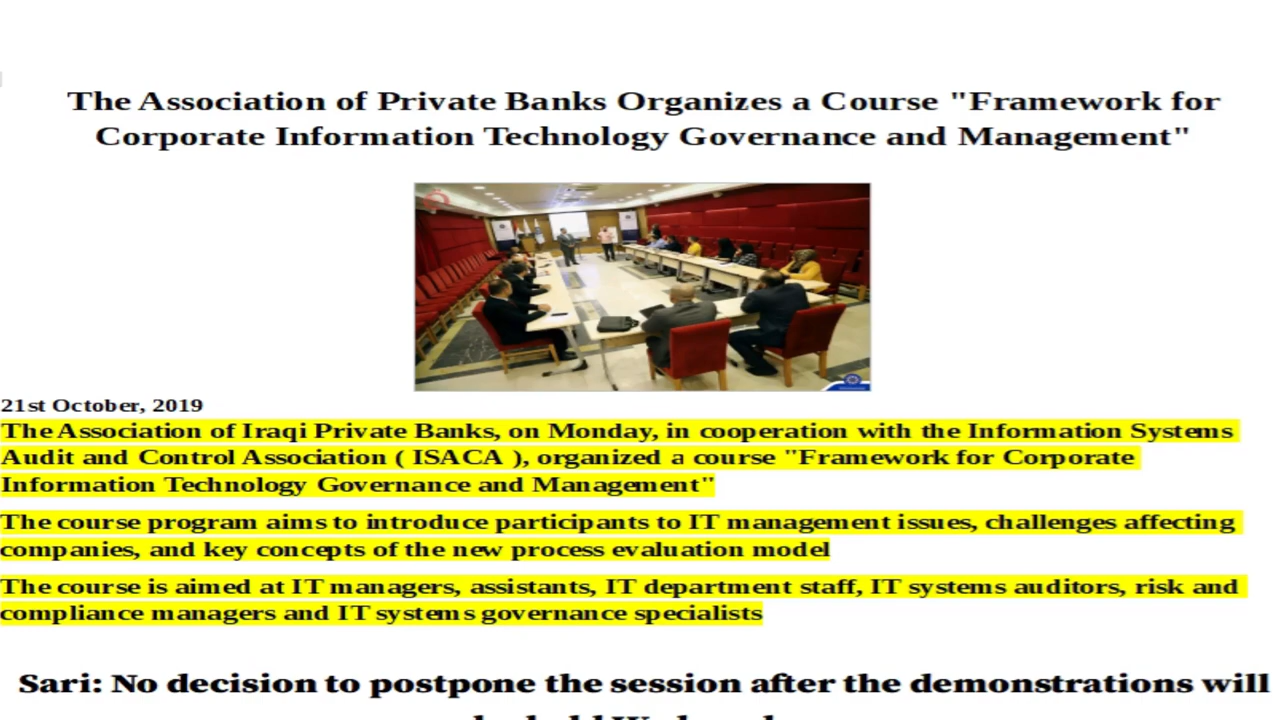 The Association of Private Banks Organizes a Course "Framework for
Corporate Information Technology Governance and Management"
21st October, 2019
The Association of Iraqi Private Banks, on Monday, in cooperation with the Information Systems
Audit and Control Association ( ISACA ), organized a course "Framework for Corporate
Information Technology Governance and Management"
The course program aims to introduce participants to IT management issues, challenges affecting
companies, and key concepts of the new process evaluation model
The course is aimed at IT managers, assistants, IT department staff, IT systems auditors, risk and
compliance managers and IT systems governance specialists
Sari: No decision to postpone the session after the demonstrations will